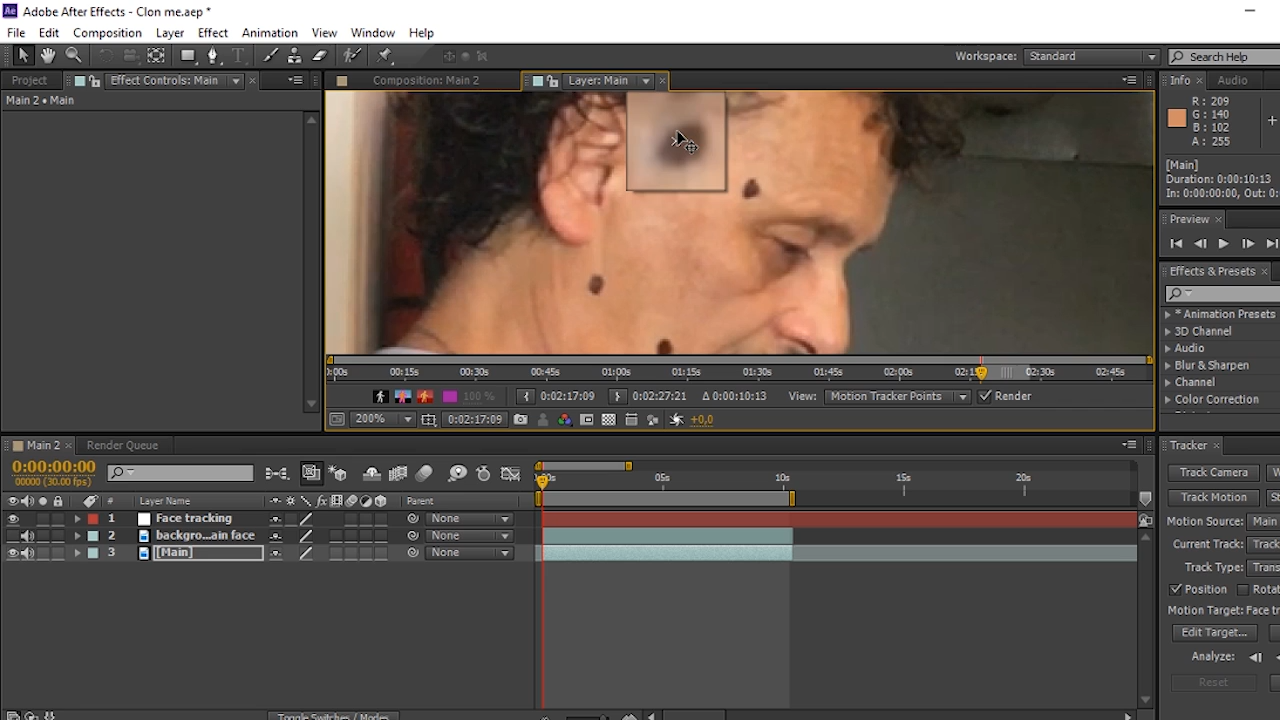 Ae Adobe After Effects - Clon me.aep *
File Edit Composition Layer Effect Animation View Window Help
Workspace: Standard Search Help
Project Effect Controls: Main Composition: Main 2 Layer: Main Info Audio
Main 2 • Main
R: 209
G: 140
B: 102
A: 255
[Main]
Duration: 0:00:10:13
In: 0:00:00:00, Out: 0:
Preview
Effects & Presets
* Animation Presets
3D Channel
Audio
Blur & Sharpen
Channel
Color Correction
:00s 00:15s 00:30s 00:45s 01:00s 01:15s 01:30s 01:45s 02:00s 02:15s 02:30s 02:45s
100 % 0:02:17:09 0:02:27:21 Δ 0:00:10:13 View: Motion Tracker Points Render
200% 0:02:17:09 +0,0
Main 2 Render Queue
0:00:00:00
00000 (30.00 fps)
:00s 05s 10s 15s 20s
# Layer Name fx Parent
1 Face tracking None
2 backgro...ain face None
3 [Main] None
Toggle Switches / Modes
Tracker
Track Camera W
Track Motion St
Motion Source: Main
Current Track: Track
Track Type: Trans
Position Rotat
Motion Target: Face tr
Edit Target...
Analyze:
Reset